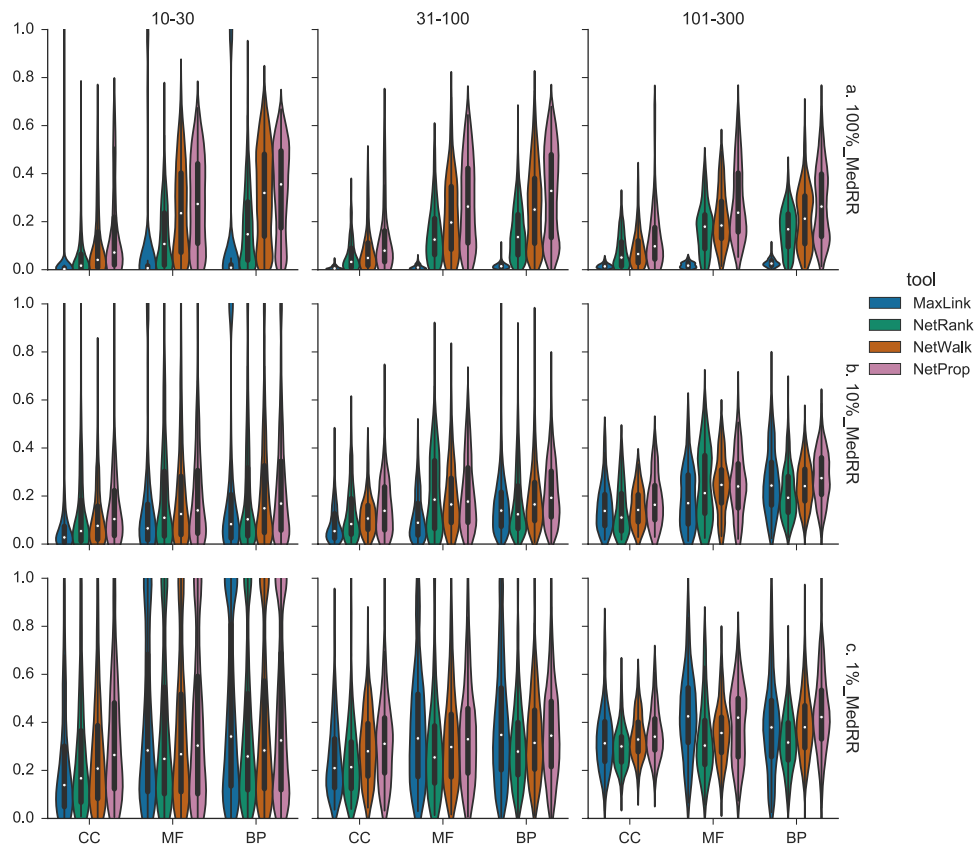 10-30 31-100 101-300
1.0
0.8
0.6
0.4
0.2
0.0
a. 100%_MedRR
1.0
0.8
0.6
0.4
0.2
0.0
tool
MaxLink
NetRank
NetWalk
NetProp
b. 10%_MedRR
1.0
0.8
0.6
0.4
0.2
0.0
c. 1%_MedRR
CC MF BP CC MF BP CC MF BP